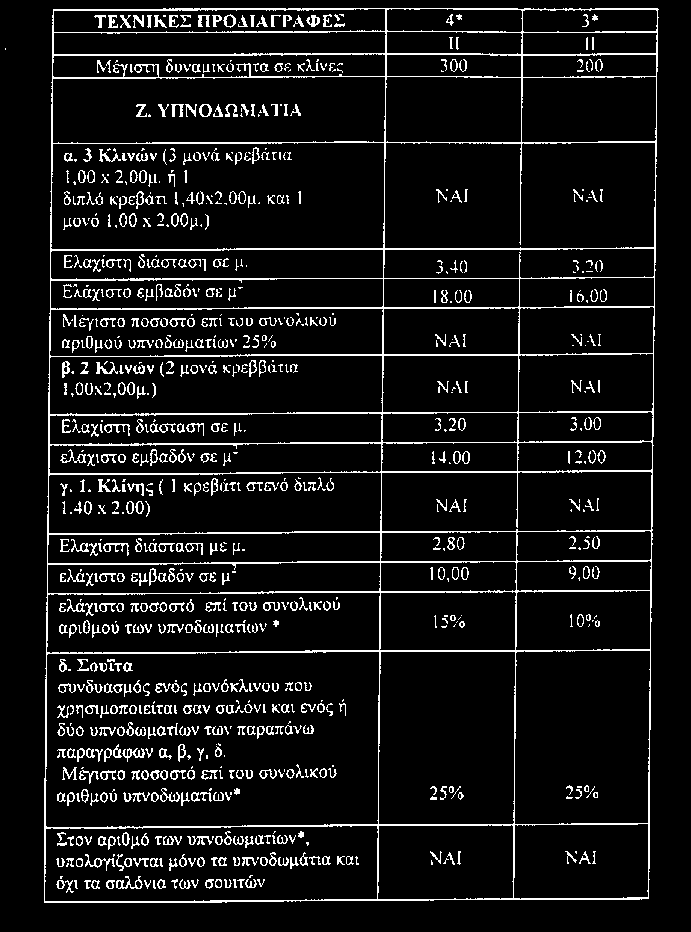 ΤΕΧΝΙΚΕΣ ΠΡΟΔΙΑΓΡΑΦΕΣ 4* 3*
ΙΙ ΙΙ
Μέγιστη δυναμικότητα σε κλίνες 300 200
Ζ. ΥΠΝΟΔΩΜΑΤΙΑ
α. 3 Κλινών (3 μονά κρεβάτια
1,00 x 2,00μ. ή 1
διπλό κρεβάτι 1,40x2,00μ. και 1
μονό 1,00 x 2,00μ.) ΝΑΙ ΝΑΙ
Ελαχίστη διάσταση σε μ. 3,40 3,20
Ελάχιστο εμβαδόν σε μ² 18,00 16,00
Μέγιστο ποσοστό επί του συνολικού
αριθμού υπνοδωματίων 25% ΝΑΙ ΝΑΙ
β. 2 Κλινών (2 μονά κρεββάτια
1,00x2,00μ.) ΝΑΙ ΝΑΙ
Ελαχίστη διάσταση σε μ. 3,20 3,00
ελάχιστο εμβαδόν σε μ² 14,00 12,00
γ. 1. Κλίνης ( 1 κρεβάτι στενό διπλό
1.40 x 2.00) ΝΑΙ ΝΑΙ
Ελαχίστη διάσταση με μ. 2,80 2,50
ελάχιστο εμβαδόν σε μ² 10,00 9,00
ελάχιστο ποσοστό επί του συνολικού
αριθμού των υπνοδωματίων * 15% 10%
δ. Σουΐτα
συνδυασμός ενός μονόκλινου που
χρησιμοποιείται σαν σαλόνι και ενός ή
δύο υπνοδωματίων των παραπάνω
παραγράφων α, β, γ, δ.
Μέγιστο ποσοστό επί του συνολικού
αριθμού υπνοδωματίων* 25% 25%
Στον αριθμό των υπνοδωματίων*,
υπολογίζονται μόνο τα υπνοδωμάτια και
όχι τα σαλόνια των σουιτών ΝΑΙ ΝΑΙ